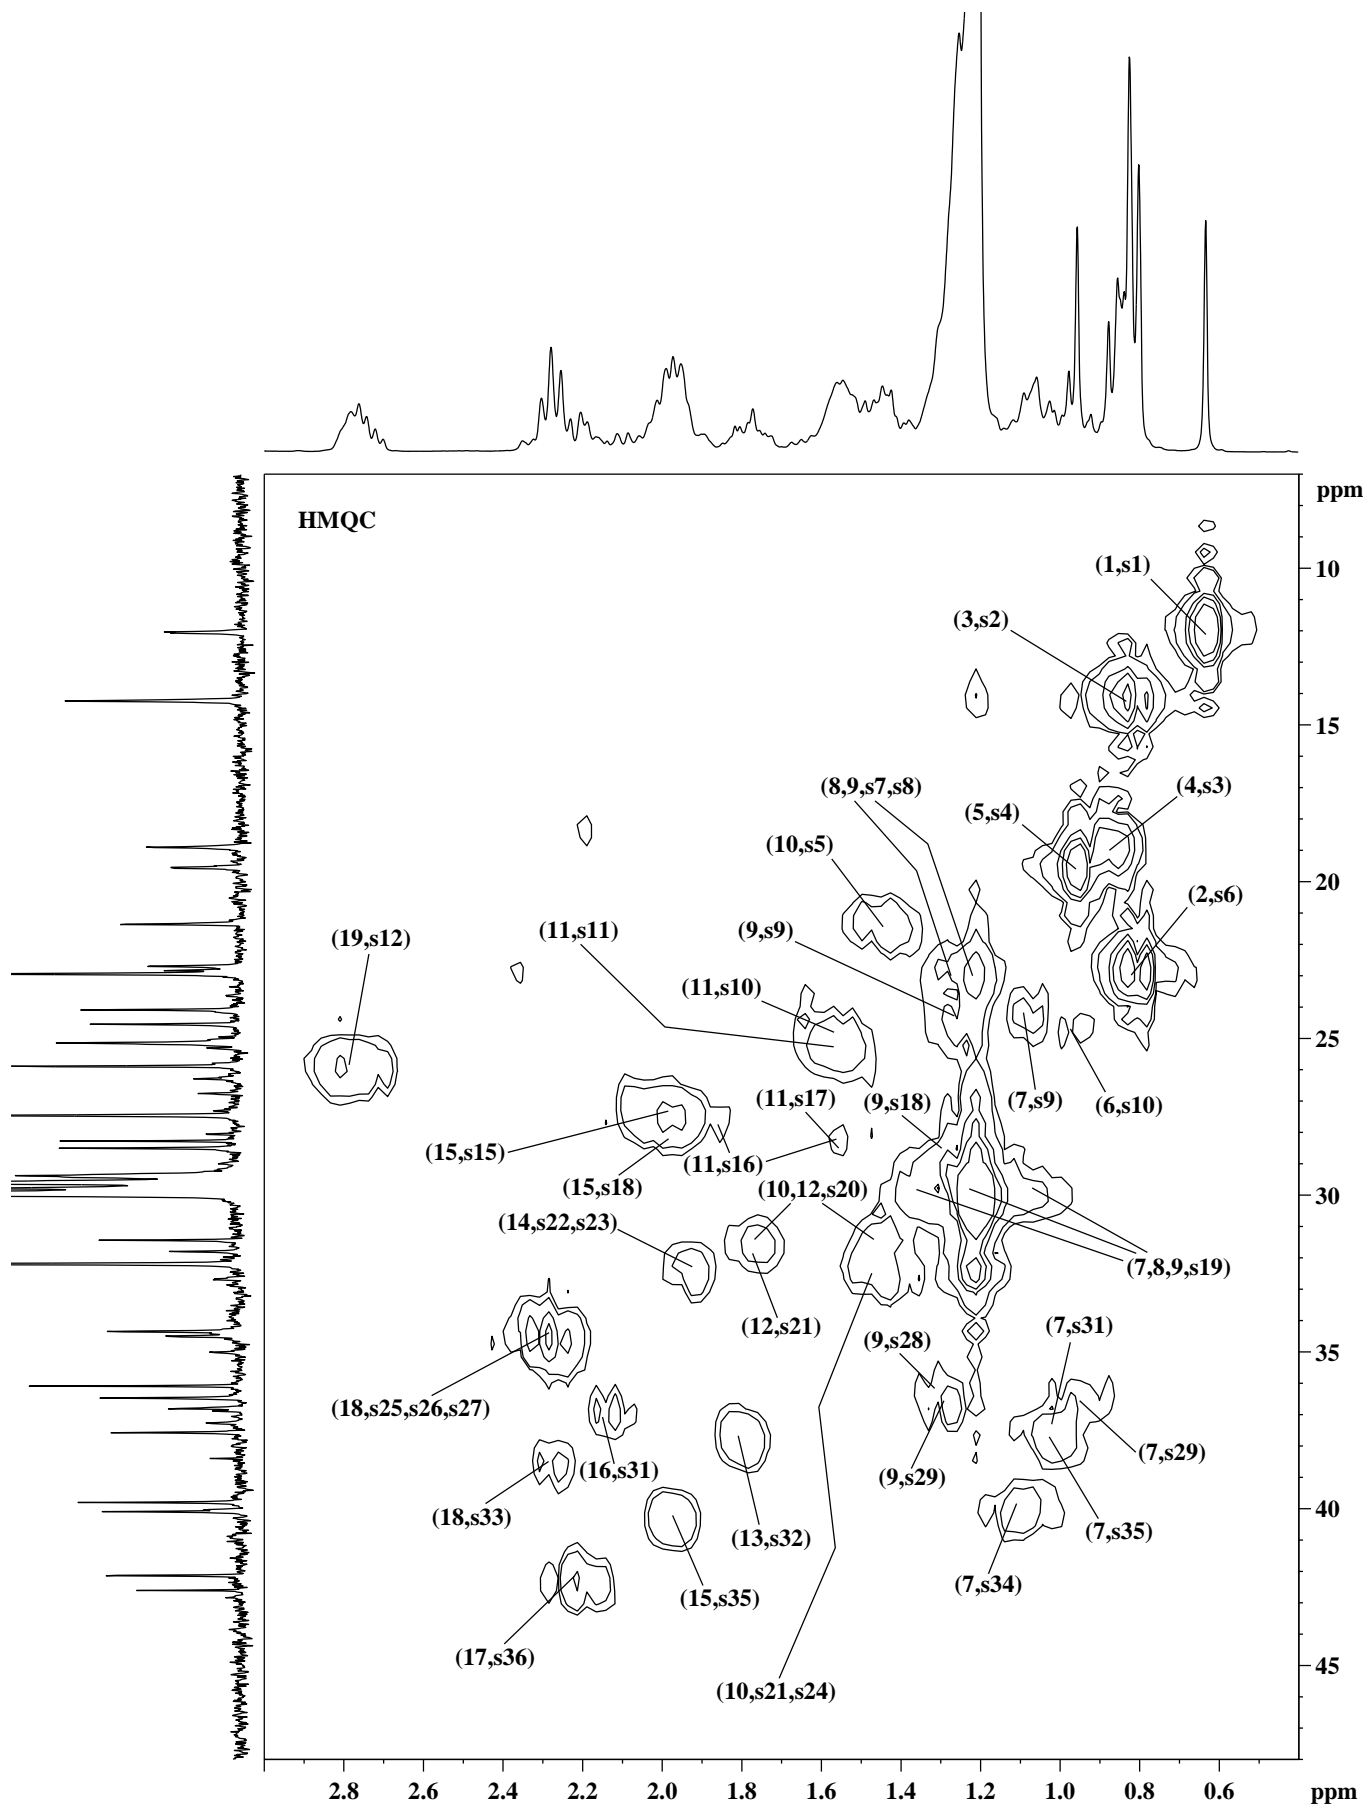 ppm
HMQC
10
(1,s1)
(3,s2)
15
(8,9,s7,s8)
(4,s3)
(5,s4)
(10,s5)
20
(2,s6)
(11,s11)
(9,s9)
(19,s12)
(11,s10)
25
(11,s17)
(9,s18)
(7,s9)
(6,s10)
(15,s15)
(11,s16)
(15,s18)
(10,12,s20)
30
(14,s22,s23)
(7,8,9,s19)
(12,s21)
(7,s31)
(9,s28)
35
(18,s25,s26,s27)
(7,s29)
(16,s31)
(9,s29)
(18,s33)
40
(13,s32)
(7,s35)
(7,s34)
(15,s35)
(17,s36)
45
(10,s21,s24)
2.8 2.6 2.4 2.2 2.0 1.8 1.6 1.4 1.2 1.0 0.8 0.6 ppm